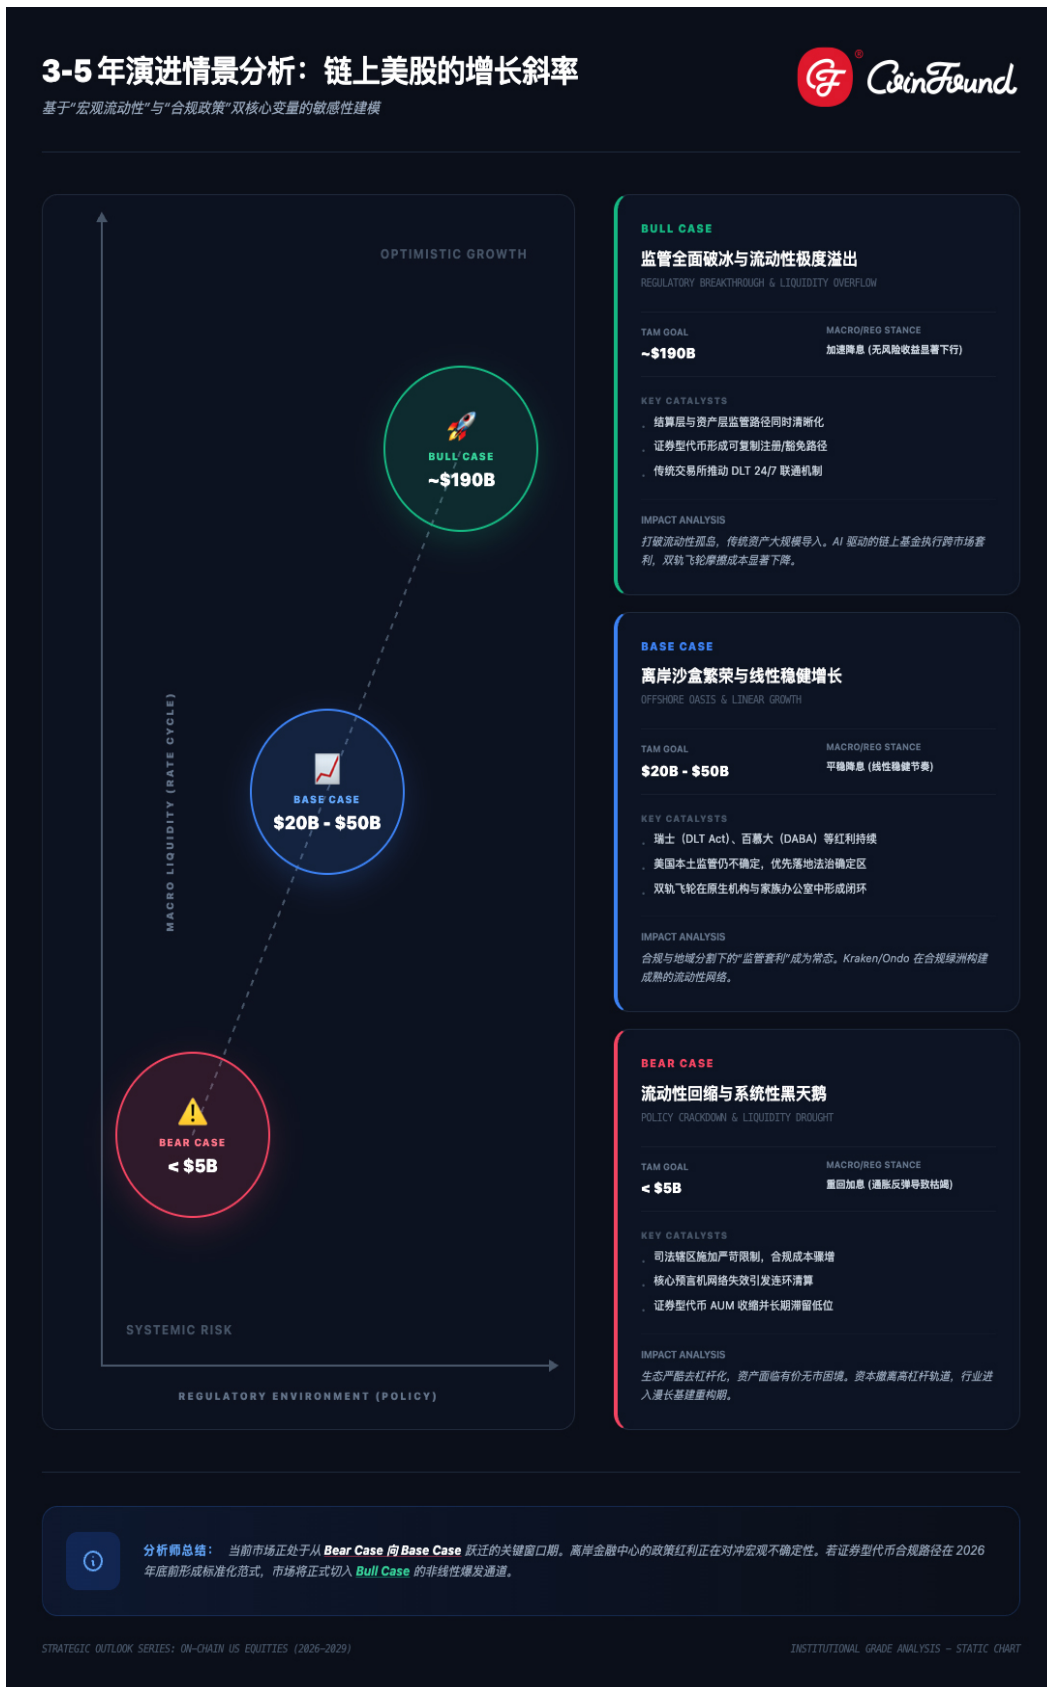 3-5 年演进情景分析：链上美股的增长斜率
基于“宏观流动性”与“合规政策”双核心变量的敏感性建模
CoinFound
®
OPTIMISTIC GROWTH
BULL CASE
~$190B
MACRO LIQUIDITY (RATE CYCLE)
BASE CASE
$20B - $50B
BEAR CASE
< $5B
SYSTEMIC RISK
REGULATORY ENVIRONMENT (POLICY)
BULL CASE
监管全面破冰与流动性极度溢出
REGULATORY BREAKTHROUGH & LIQUIDITY OVERFLOW
TAM GOAL
~$190B
MACRO/REG STANCE
加速降息 (无风险收益显著下行)
KEY CATALYSTS
结算层与资产层监管路径同时清晰化
证券型代币形成可复制注册/豁免路径
传统交易所推动 DLT 24/7 联通机制
IMPACT ANALYSIS
打破流动性孤岛，传统资产大规模导入。AI 驱动的链上基金执行跨市场套
利，双轨飞轮摩擦成本显著下降。
BASE CASE
离岸沙盒繁荣与线性稳健增长
OFFSHORE OASIS & LINEAR GROWTH
TAM GOAL
$20B - $50B
MACRO/REG STANCE
平稳降息 (线性稳健节奏)
KEY CATALYSTS
瑞士（DLT Act）、百慕大（DABA）等红利持续
美国本土监管仍不确定，优先落地法治确定区
双轨飞轮在原生机构与家族办公室中形成闭环
IMPACT ANALYSIS
合规与地域分割下的“监管套利”成为常态。Kraken/Ondo 在合规绿洲构建
成熟的流动性网络。
BEAR CASE
流动性回缩与系统性黑天鹅
POLICY CRACKDOWN & LIQUIDITY DROUGHT
TAM GOAL
< $5B
MACRO/REG STANCE
重回加息 (通胀反弹导致枯竭)
KEY CATALYSTS
司法辖区施加严苛限制，合规成本骤增
核心预言机网络失效引发连环清算
证券型代币 AUM 收缩并长期滞留低位
IMPACT ANALYSIS
生态严酷去杠杆化，资产面临有价无市困境。资本撤离高杠杆轨道，行业进
入漫长基建重构期。
分析师总结： 当前市场正处于从 Bear Case 向 Base Case 跃迁的关键窗口期。离岸金融中心的政策红利正在对冲宏观不确定性。若证券型代币合规路径在 2026
年底前形成标准化范式，市场将正式切入 Bull Case 的非线性爆发通道。
STRATEGIC OUTLOOK SERIES: ON-CHAIN US EQUITIES (2026-2029)
INSTITUTIONAL GRADE ANALYSIS — STATIC CHART